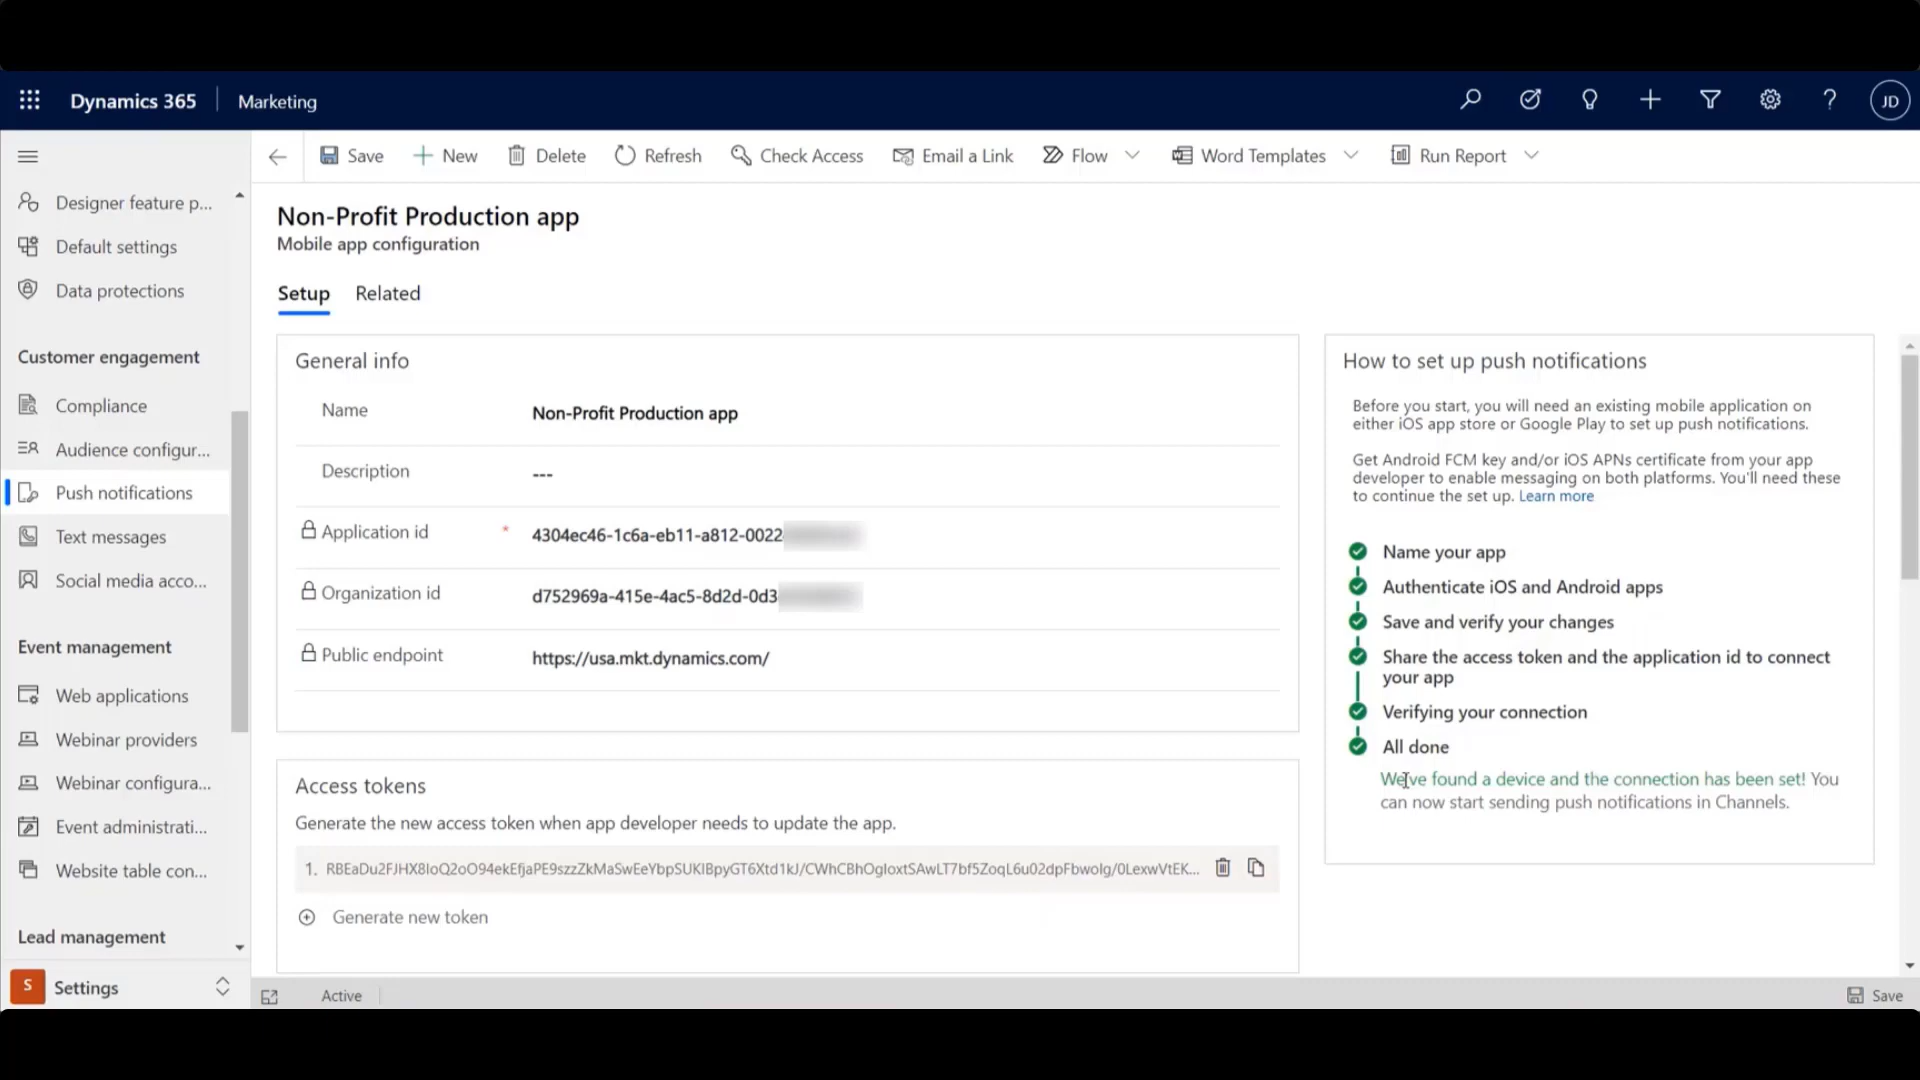 Dynamics 365
Marketing
JD
Save
New
Delete
Refresh
Check Access
Email a Link
Flow
Word Templates
Run Report
Designer feature p...
Default settings
Data protections
Customer engagement
Compliance
Audience configur...
Push notifications
Text messages
Social media acco...
Event management
Web applications
Webinar providers
Webinar configura...
Event administrati...
Website table con...
Lead management
S
Settings
Non-Profit Production app
Mobile app configuration
Setup
Related
General info
Name
Non-Profit Production app
Description
---
Application id
*
4304ec46-1c6a-eb11-a812-0022
Organization id
d752969a-415e-4ac5-8d2d-0d3
Public endpoint
https://usa.mkt.dynamics.com/
Access tokens
Generate the new access token when app developer needs to update the app.
1. RBEaDu2FJHX8IoQ2oO94ekEfjaPE9szzZkMaSwEeYbpSUKIBpyGT6Xtd1kJ/CWhCBhOgIoxtSAwLT7bf5ZoqL6u02dpFbwoIg/0LexwVtEK...
Generate new token
How to set up push notifications
Before you start, you will need an existing mobile application on
either iOS app store or Google Play to set up push notifications.
Get Android FCM key and/or iOS APNs certificate from your app
developer to enable messaging on both platforms. You'll need these
to continue the set up. Learn more
Name your app
Authenticate iOS and Android apps
Save and verify your changes
Share the access token and the application id to connect
your app
Verifying your connection
All done
We've found a device and the connection has been set! You
can now start sending push notifications in Channels.
Active
Save